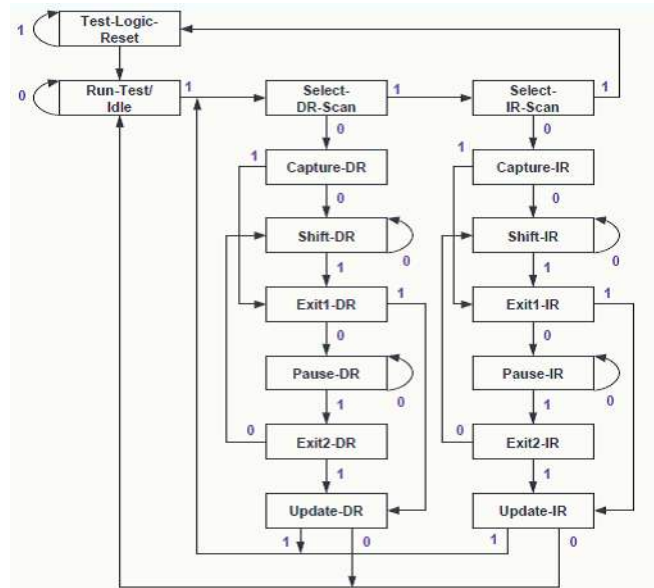 Test-Logic-
Reset
1
Run-Test/
Idle
0
1
Select-
DR-Scan
1
Select-
IR-Scan
1
0
0
1
Capture-DR
1
Capture-IR
0
0
Shift-DR
0
Shift-IR
0
1
1
Exit1-DR
1
Exit1-IR
1
0
0
Pause-DR
0
Pause-IR
0
1
1
0
Exit2-DR
0
Exit2-IR
1
1
Update-DR
Update-IR
1
0
1
0